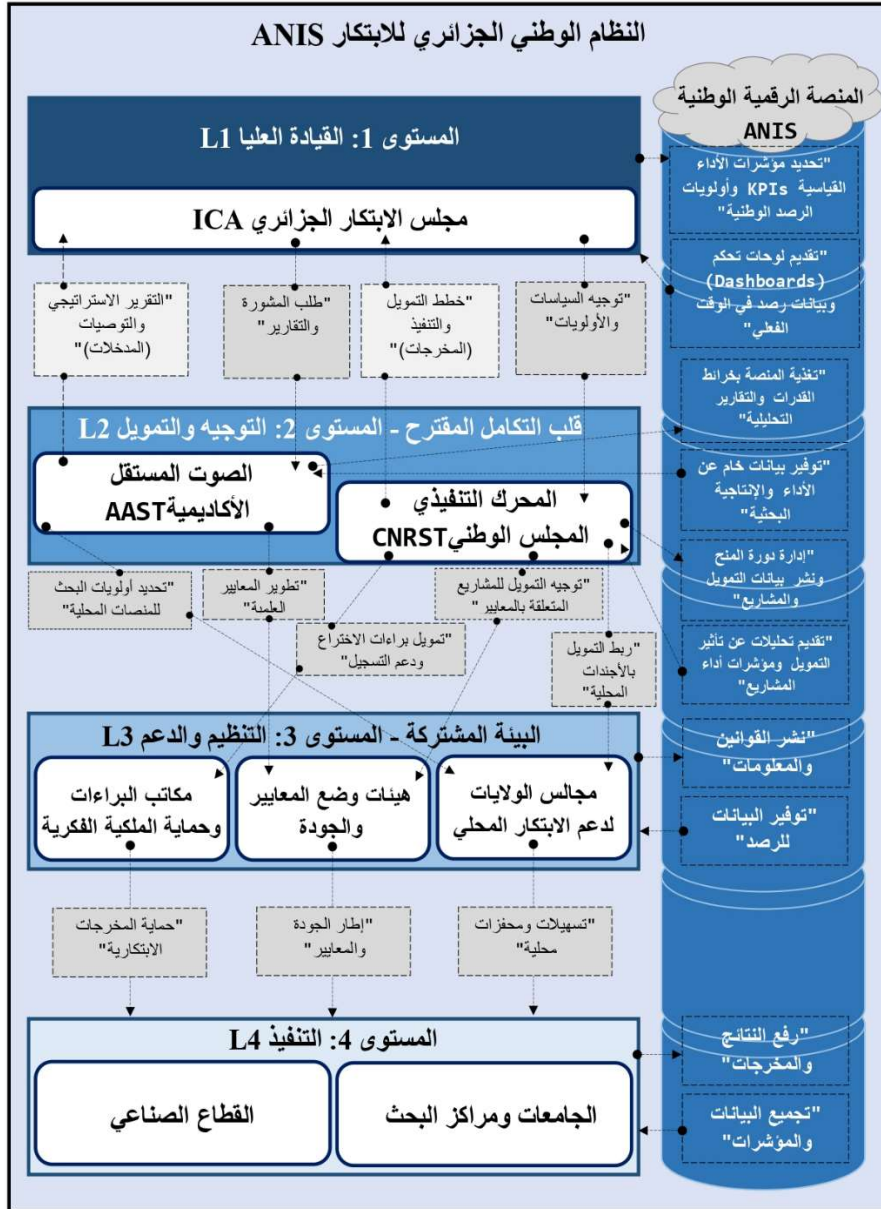 النظام الوطني الجزائري للابتكار ANIS
المنصة الرقمية الوطنية
ANIS
المستوى 1: القيادة العليا L1
مجلس الابتكار الجزائري ICA
"تحديد مؤشرات الأداء
القياسية KPIs وأولويات
الرصد الوطنية"
"تقديم لوحات تحكم
(Dashboards)
وبيانات رصد في الوقت
الفعلي"
"توجيه السياسات
والأولويات"
"خطط التمويل
والتنفيذ
(المخرجات)"
"طلب المشورة
والتقارير"
"التقرير الاستراتيجي
والتوصيات
(المدخلات)"
"تغذية المنصة بخرائط
القدرات والتقارير
التحليلية"
قلب التكامل المقترح - المستوى 2: التوجيه والتمويل L2
الصوت المستقل
الأكاديميةAAST
المحرك التنفيذي
المجلس الوطنيCNRST
"توفير بيانات خام عن
الأداء والإنتاجية
البحثية"
"إدارة دورة المنح
ونشر بيانات التمويل
والمشاريع"
"تقديم تحليلات عن تأثير
التمويل ومؤشرات أداء
المشاريع"
"توجيه التمويل للمشاريع
المتعلقة بالمعايير"
"تطوير المعايير
العلمية"
"تحديد أولويات البحث
للمنصات المحلية"
"تمويل براءات الاختراع
ودعم التسجيل"
"ربط التمويل
بالأجندات
المحلية"
البيئة المشتركة - المستوى 3: التنظيم والدعم L3
مجالس الولايات
لدعم الابتكار المحلي
هيئات وضع المعايير
والجودة
مكاتب البراءات
وحماية الملكية الفكرية
"نشر القوانين
والمعلومات"
"توفير البيانات
للرصد"
"تسهيلات ومحفزات
محلية"
"إطار الجودة
والمعايير"
"حماية المخرجات
الابتكارية"
المستوى 4: التنفيذ L4
الجامعات ومراكز البحث
القطاع الصناعي
"رفع النتائج
والمخرجات"
"تجميع البيانات
والمؤشرات"